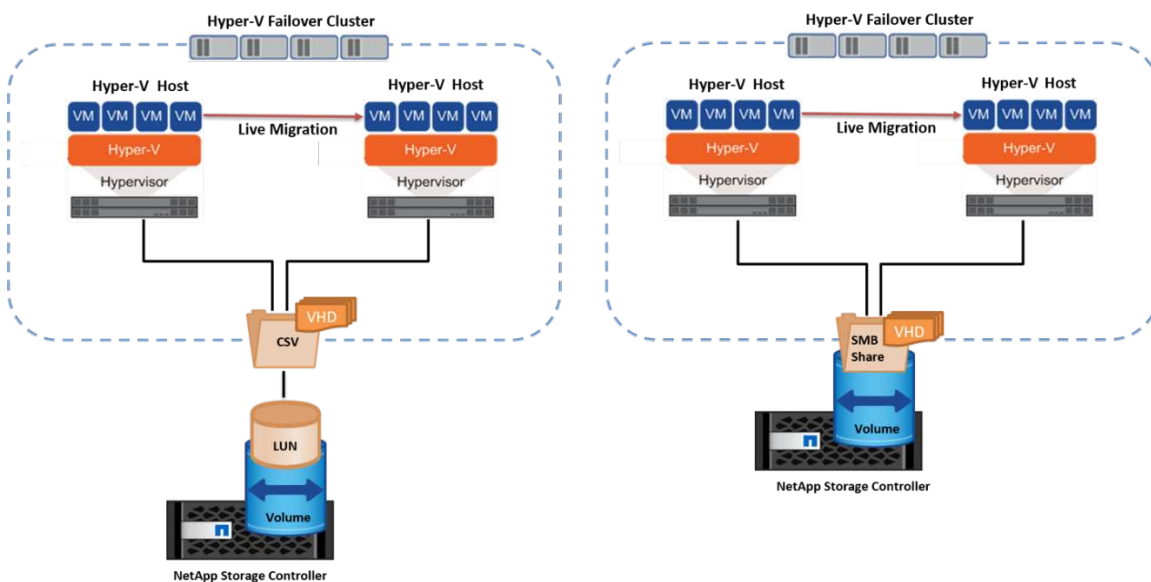 Hyper-V Failover Cluster
Hyper-V Host
Hyper-V Host
VM VM VM VM
VM VM VM VM
Live Migration
Hyper-V
Hyper-V
Hypervisor
Hypervisor
VHD
CSV
LUN
Volume
NetApp Storage Controller
Hyper-V Failover Cluster
Hyper-V Host
Hyper-V Host
VM VM VM VM
VM VM VM VM
Live Migration
Hyper-V
Hyper-V
Hypervisor
Hypervisor
VHD
SMB
Share
Volume
NetApp Storage Controller